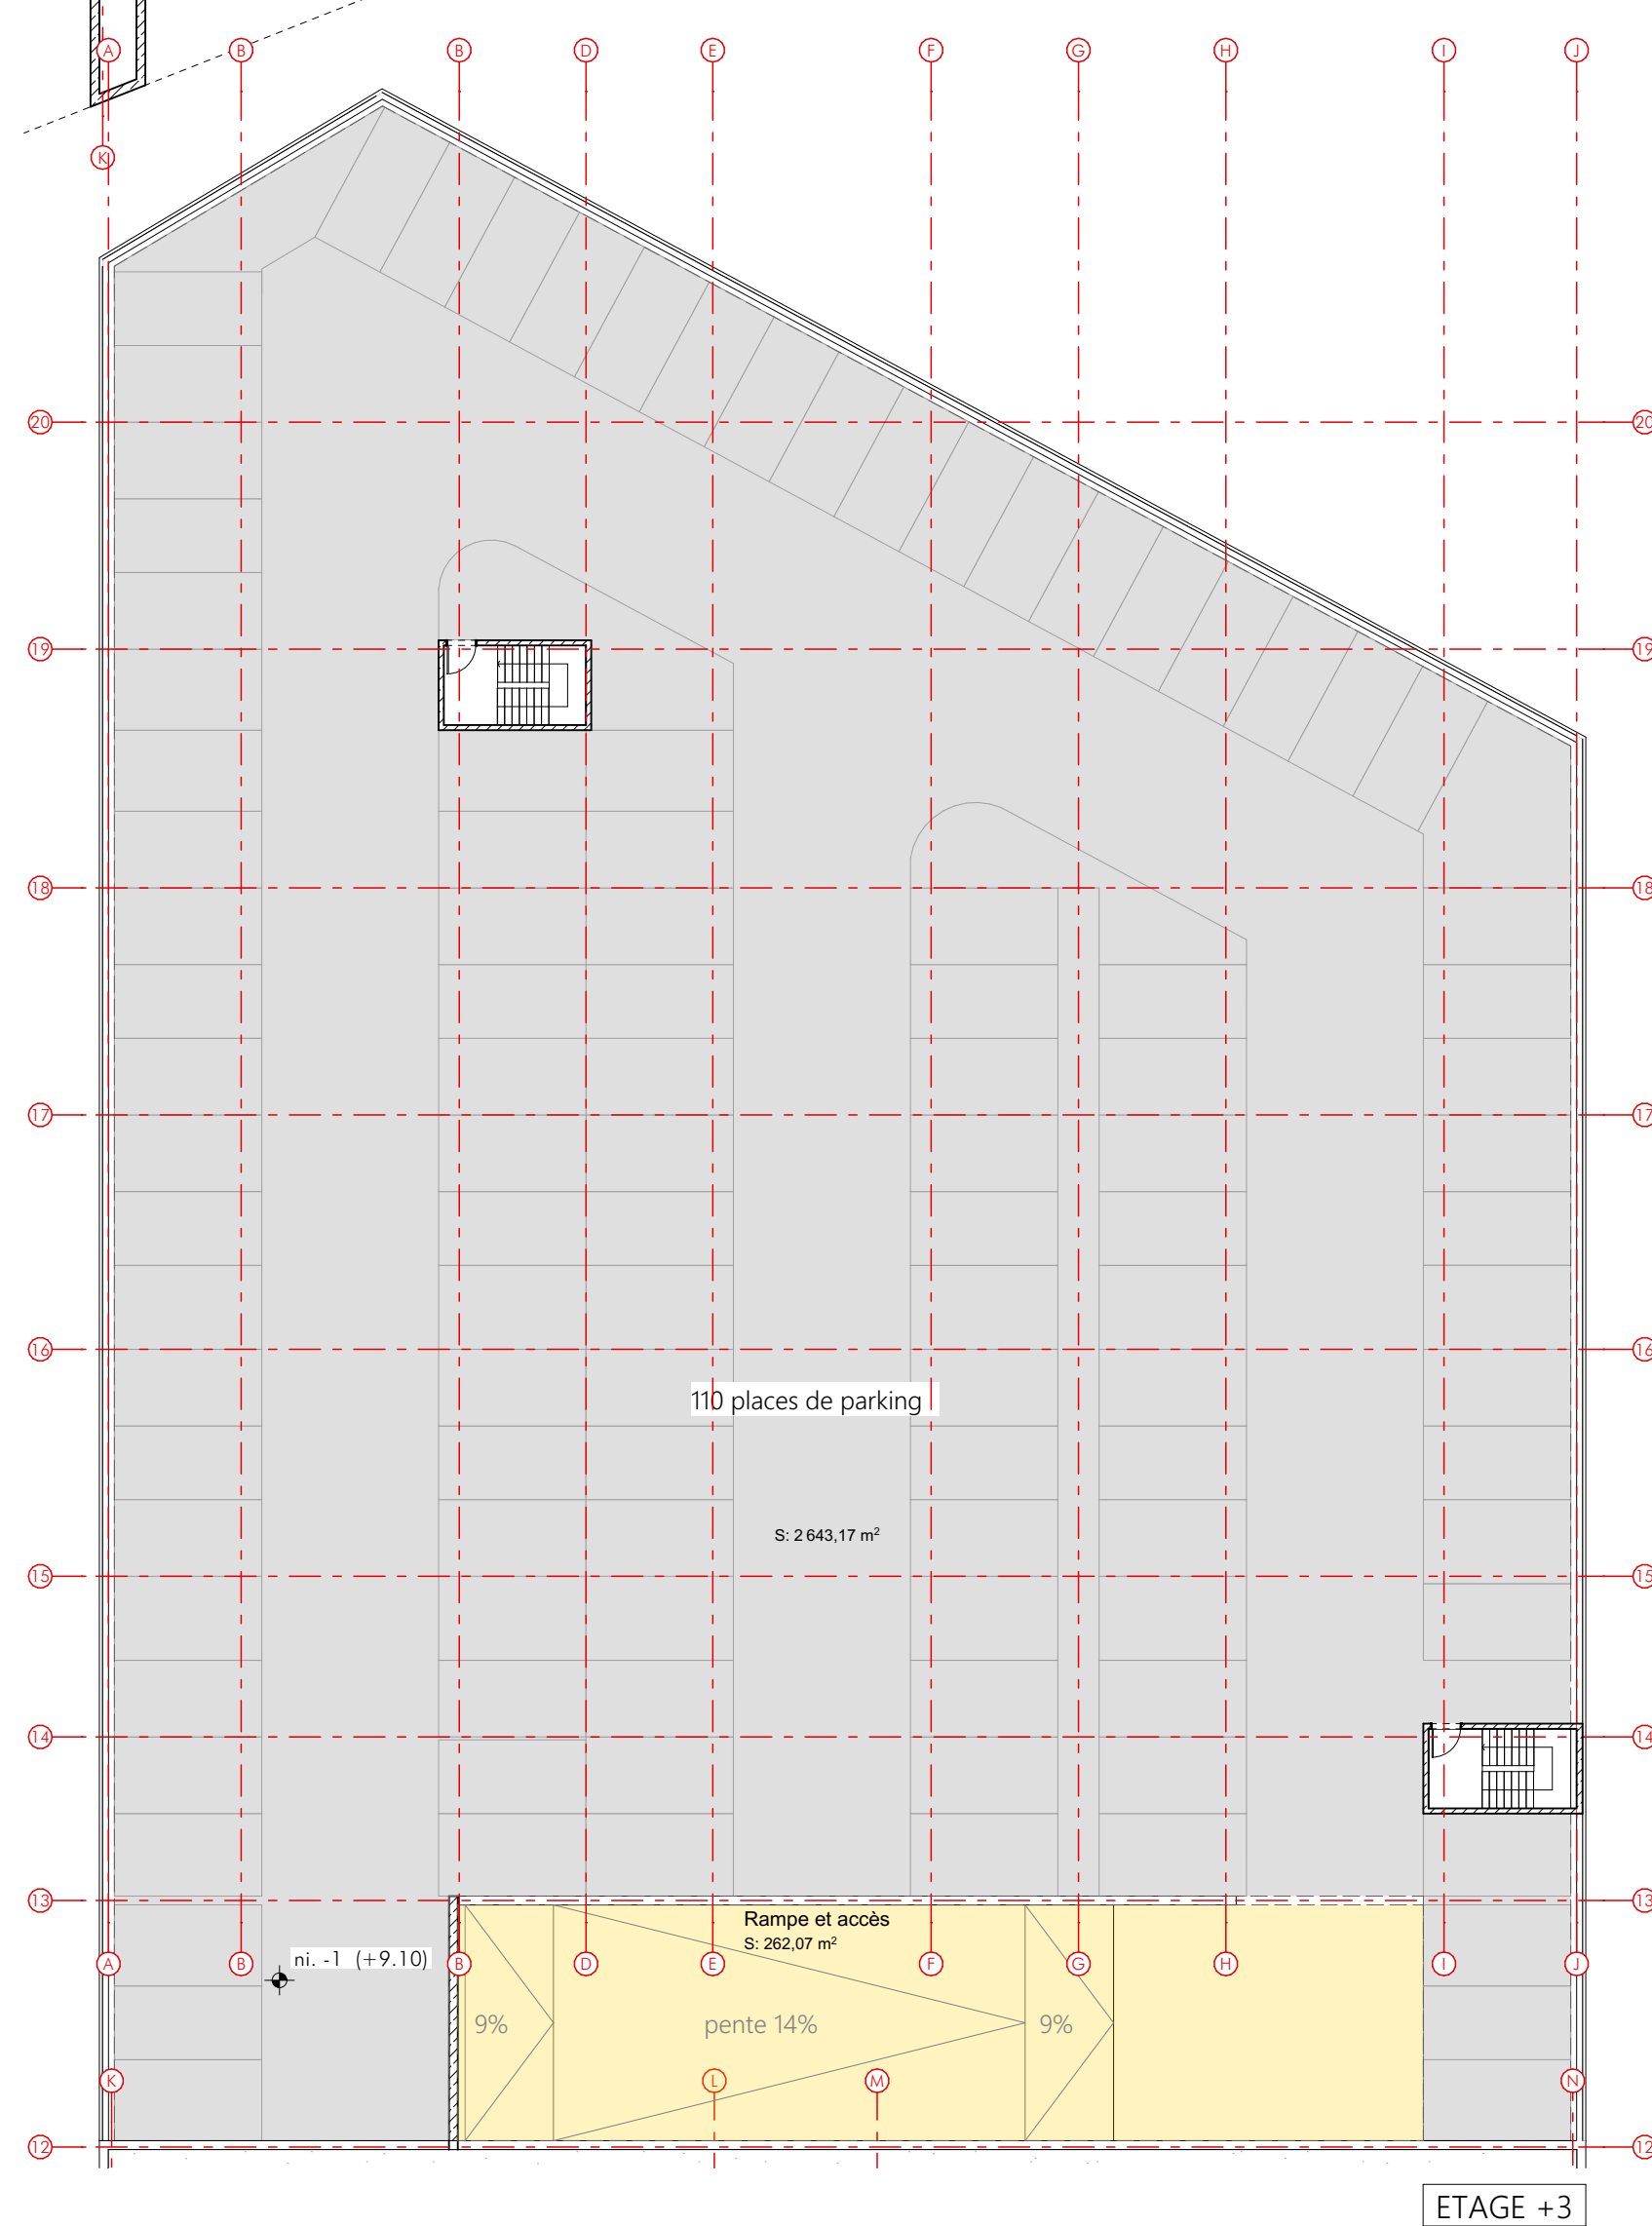 A B B D E F G H I J
K
20 20
19 19
18 18
17 17
16 16
110 places de parking
S: 2 643,17 m²
15 15
14 14
13 13
Rampe et accès
S: 262,07 m²
ni. -1 (+9.10)
A B B D E F G H I J
9% pente 14% 9%
K L M N
12 12
ETAGE +3